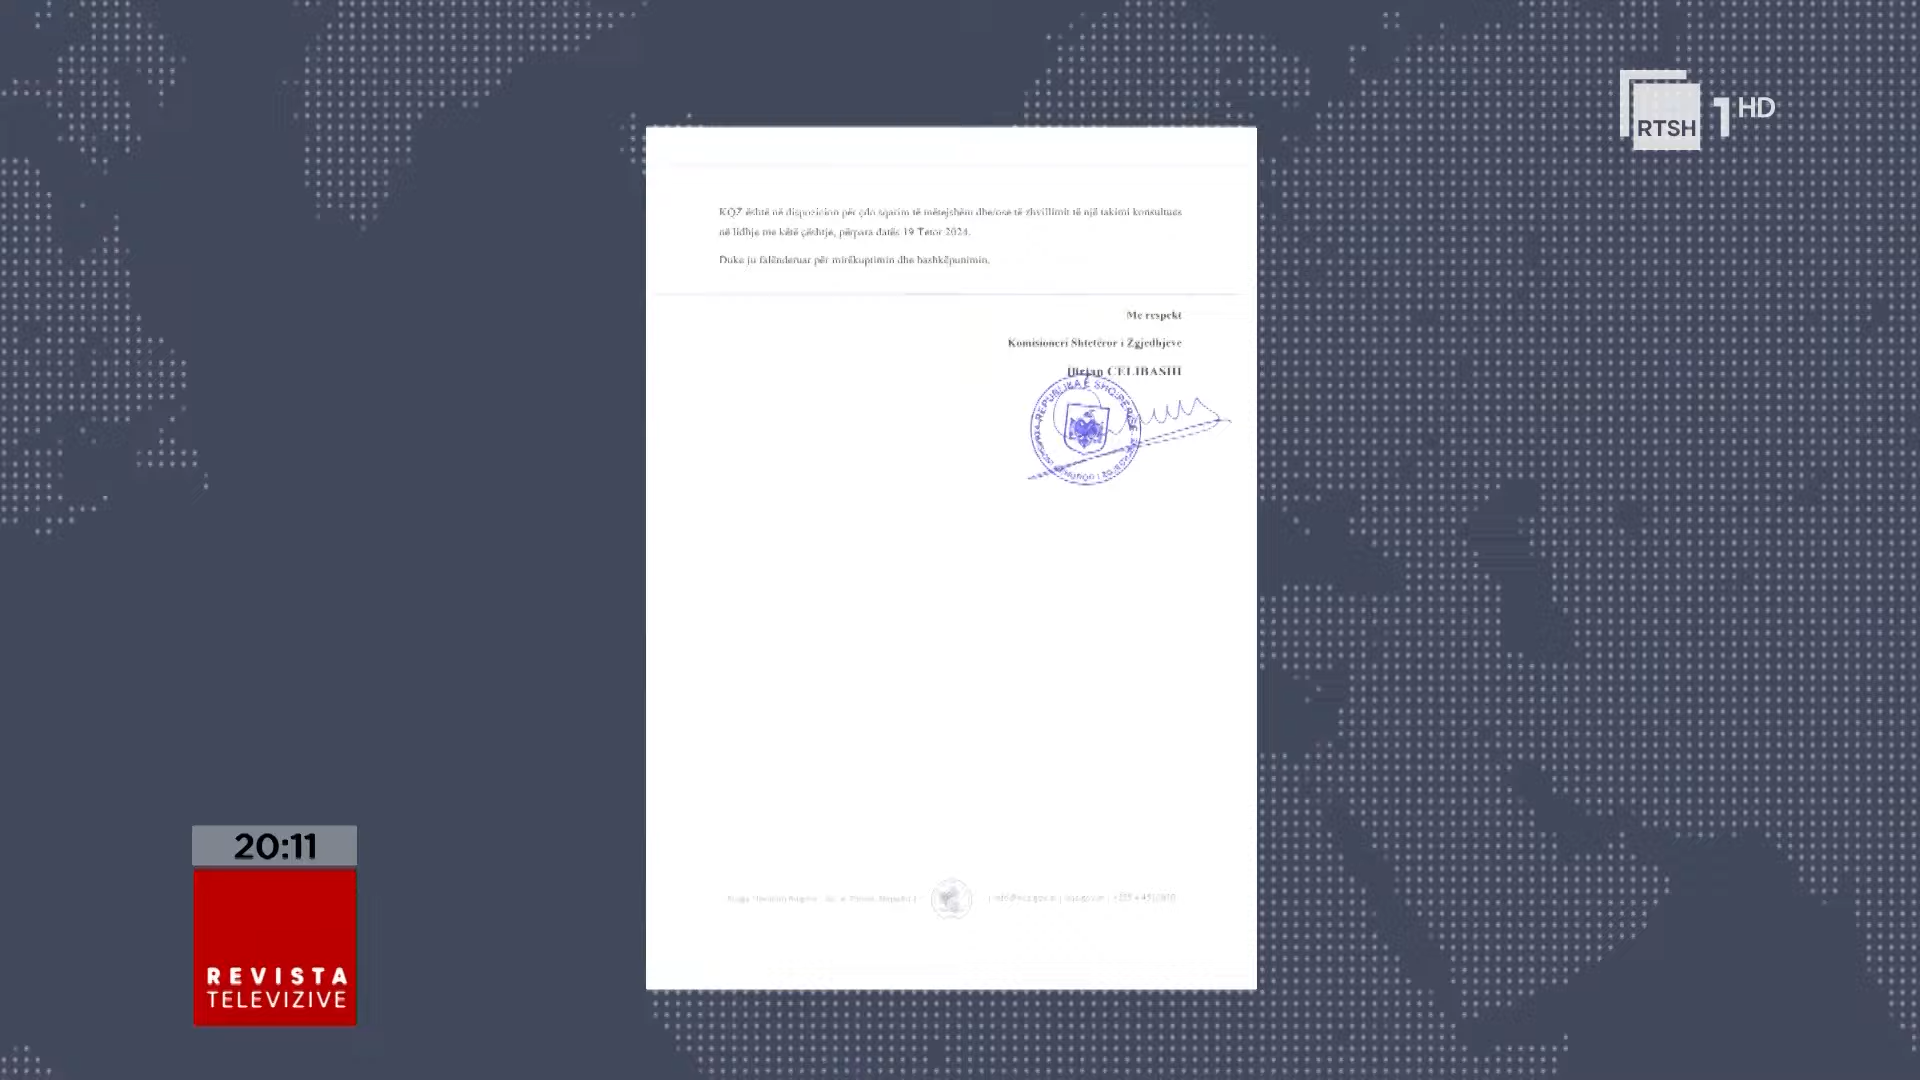 RTSH 1 HD
KQZ është në dispozicion për çdo sqarim të mëtejshëm dhe/ose të zhvillimit të një takimi konsultues
në lidhje me këtë çështje, përpara datës 19 Tetor 2024.
Duke ju falënderuar për mirëkuptimin dhe bashkëpunimin,
Me respekt
Komisioneri Shtetëror i Zgjedhjeve
Ilirjan CELIBASHI
REPUBLIKA E SHQIPËRISË
20:11
REVISTA
TELEVIZIVE